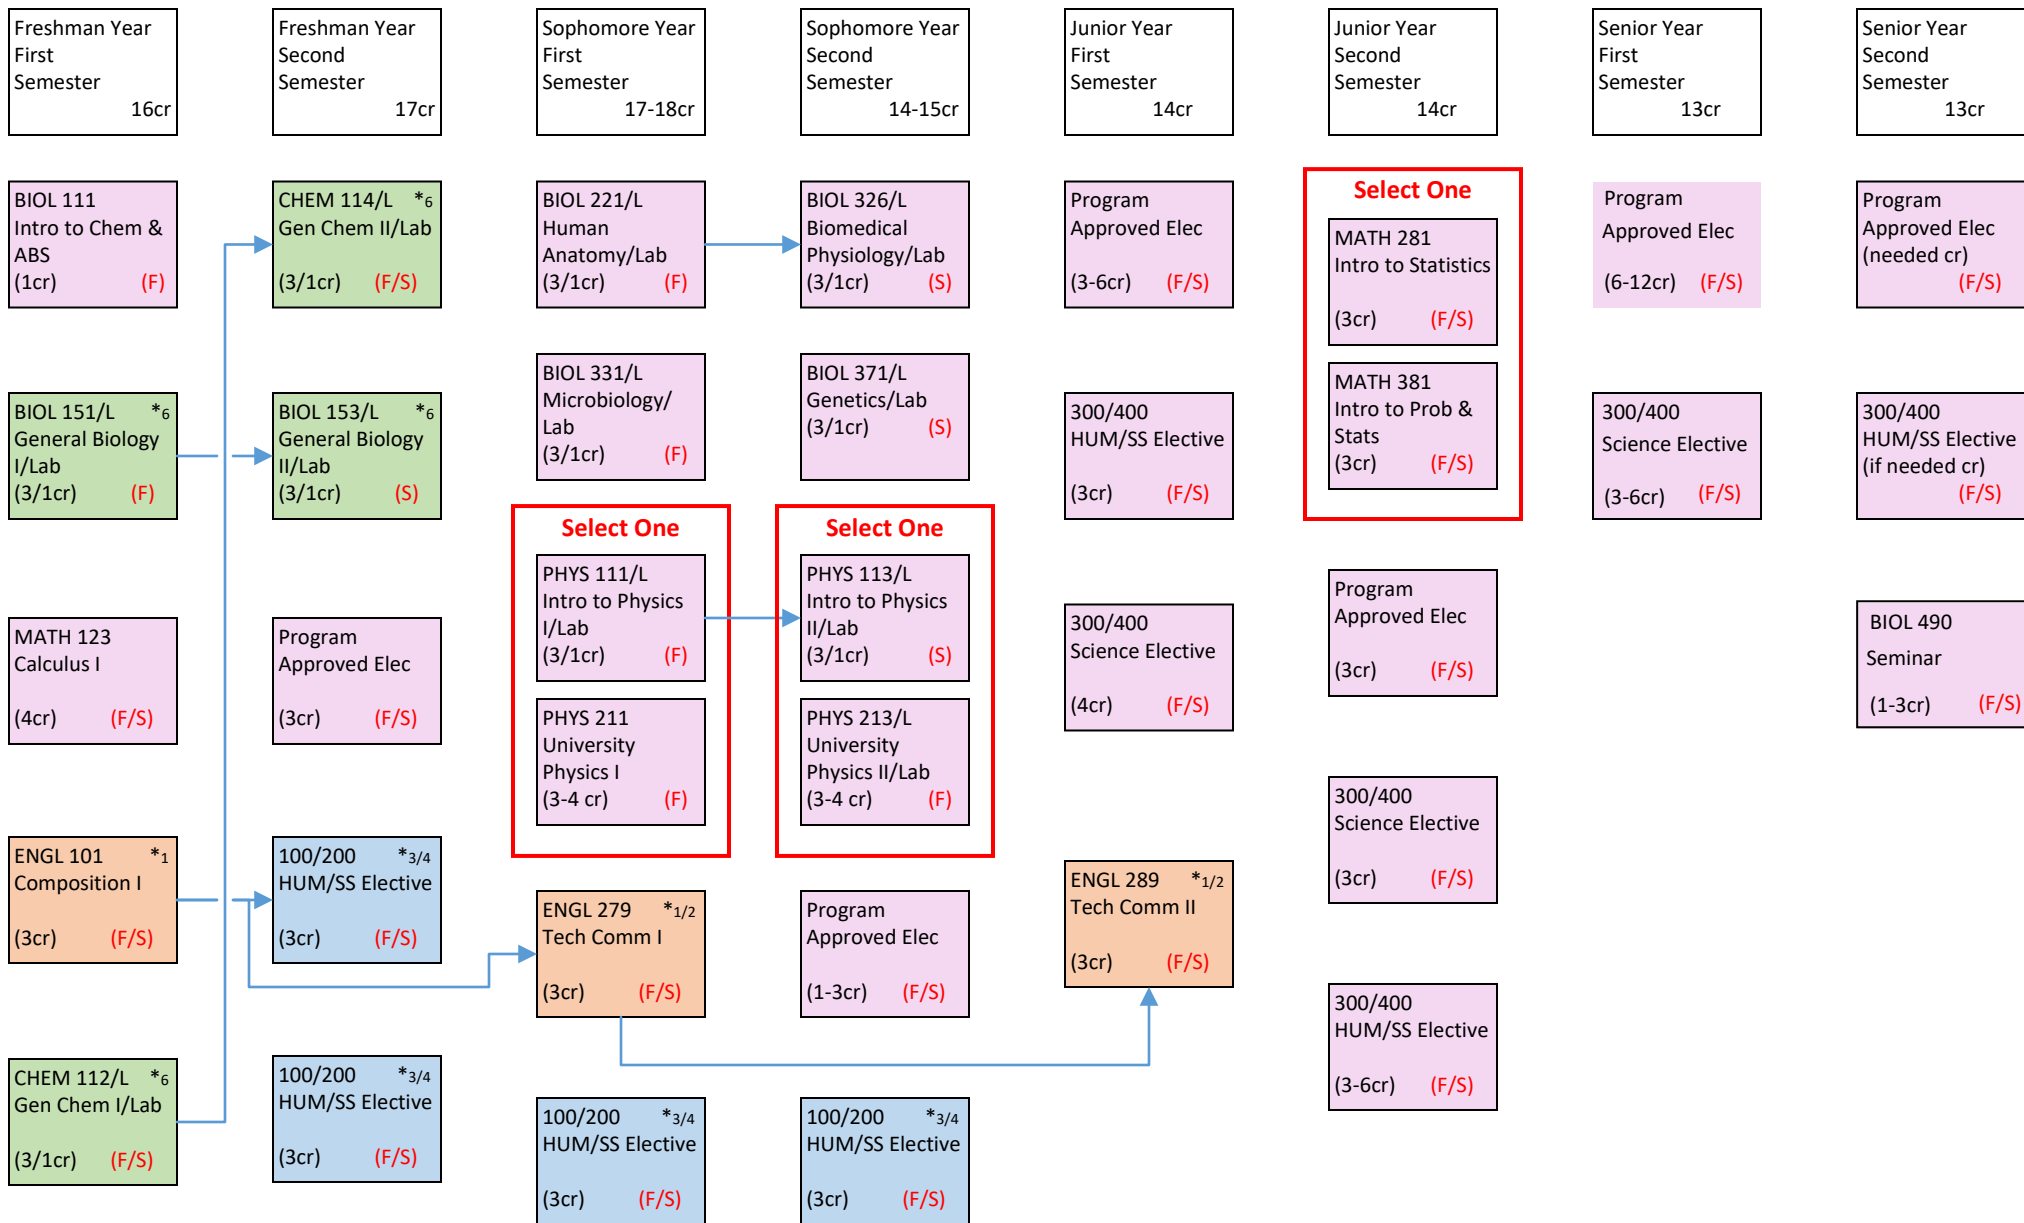 Freshman Year
First
Semester
16cr
Freshman Year
Second
Semester
17cr
Sophomore Year
First
Semester
17-18cr
Sophomore Year
Second
Semester
14-15cr
Junior Year
First
Semester
14cr
Junior Year
Second
Semester
14cr
Senior Year
First
Semester
13cr
Senior Year
Second
Semester
13cr
BIOL 111
Intro to Chem &
ABS
(1cr) (F)
BIOL 151/L *6
General Biology
I/Lab
(3/1cr) (F)
MATH 123
Calculus I
(4cr) (F/S)
ENGL 101 *1
Composition I
(3cr) (F/S)
CHEM 112/L *6
Gen Chem I/Lab
(3/1cr) (F/S)
CHEM 114/L *6
Gen Chem II/Lab
(3/1cr) (F/S)
BIOL 153/L *6
General Biology
II/Lab
(3/1cr) (S)
Program
Approved Elec
(3cr) (F/S)
100/200 *3/4
HUM/SS Elective
(3cr) (F/S)
100/200 *3/4
HUM/SS Elective
(3cr) (F/S)
BIOL 221/L
Human
Anatomy/Lab
(3/1cr) (F)
BIOL 331/L
Microbiology/
Lab
(3/1cr) (F)
Select One
PHYS 111/L
Intro to Physics
I/Lab
(3/1cr) (F)
PHYS 211
University
Physics I
(3-4 cr) (F)
ENGL 279 *1/2
Tech Comm I
(3cr) (F/S)
100/200 *3/4
HUM/SS Elective
(3cr) (F/S)
BIOL 326/L
Biomedical
Physiology/Lab
(3/1cr) (S)
BIOL 371/L
Genetics/Lab
(3/1cr) (S)
Select One
PHYS 113/L
Intro to Physics
II/Lab
(3/1cr) (S)
PHYS 213/L
University
Physics II/Lab
(3-4 cr) (F)
Program
Approved Elec
(1-3cr) (F/S)
100/200 *3/4
HUM/SS Elective
(3cr) (F/S)
Program
Approved Elec
(3-6cr) (F/S)
300/400
HUM/SS Elective
(3cr) (F/S)
300/400
Science Elective
(4cr) (F/S)
ENGL 289 *1/2
Tech Comm II
(3cr) (F/S)
Select One
MATH 281
Intro to Statistics
(3cr) (F/S)
MATH 381
Intro to Prob &
Stats
(3cr) (F/S)
Program
Approved Elec
(3cr) (F/S)
300/400
Science Elective
(3cr) (F/S)
300/400
HUM/SS Elective
(3-6cr) (F/S)
Program
Approved Elec
(6-12cr) (F/S)
300/400
Science Elective
(3-6cr) (F/S)
Program
Approved Elec
(needed cr)
(F/S)
300/400
HUM/SS Elective
(if needed cr)
(F/S)
BIOL 490
Seminar
(1-3cr) (F/S)